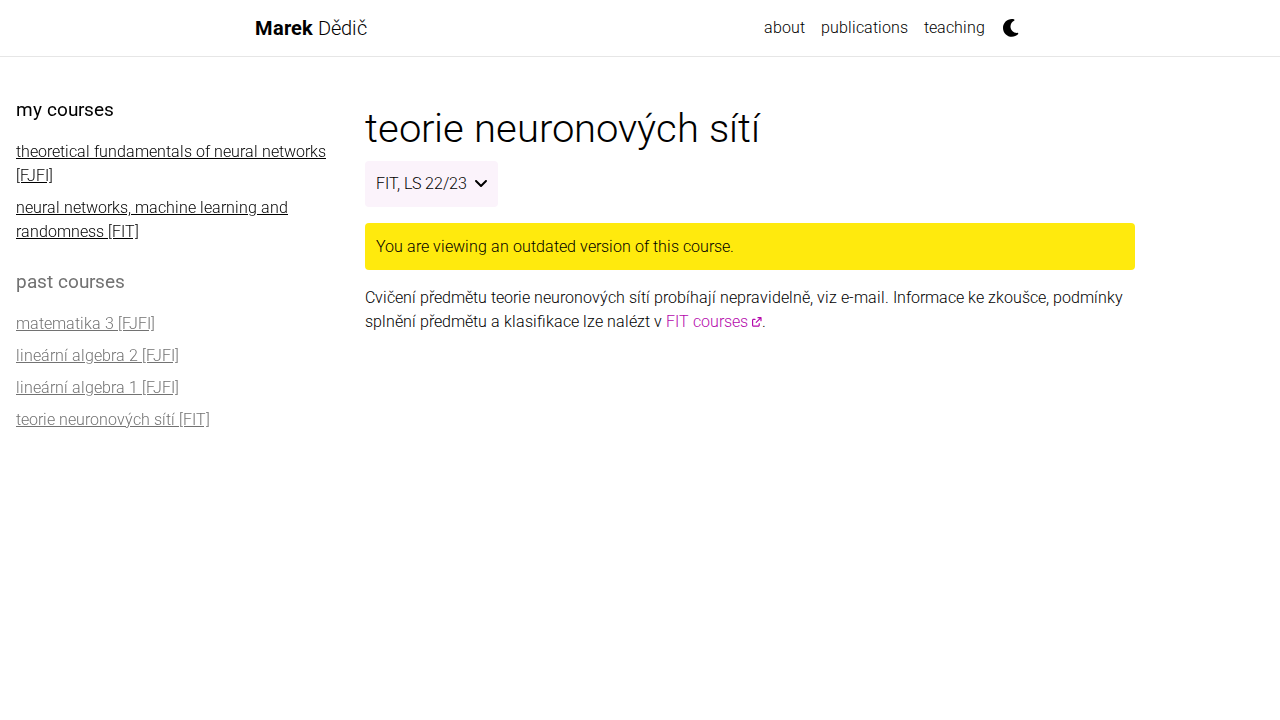 Marek Dědič
about publications teaching
my courses
theoretical fundamentals of neural networks
[FJFI]
neural networks, machine learning and
randomness [FIT]
past courses
matematika 3 [FJFI]
lineární algebra 2 [FJFI]
lineární algebra 1 [FJFI]
teorie neuronových sítí [FIT]
teorie neuronových sítí
FIT, LS 22/23
You are viewing an outdated version of this course.
Cvičení předmětu teorie neuronových sítí probíhají nepravidelně, viz e-mail. Informace ke zkoušce, podmínky
splnění předmětu a klasifikace lze nalézt v FIT courses.